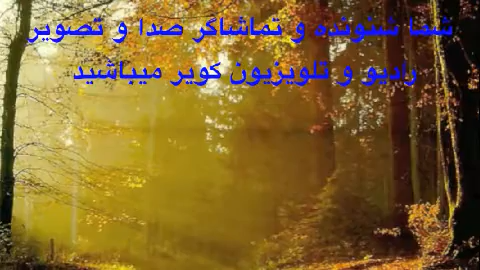 شما شنونده و تماشاگر صدا و تصویر
رادیو و تلویزیون کویر میباشید